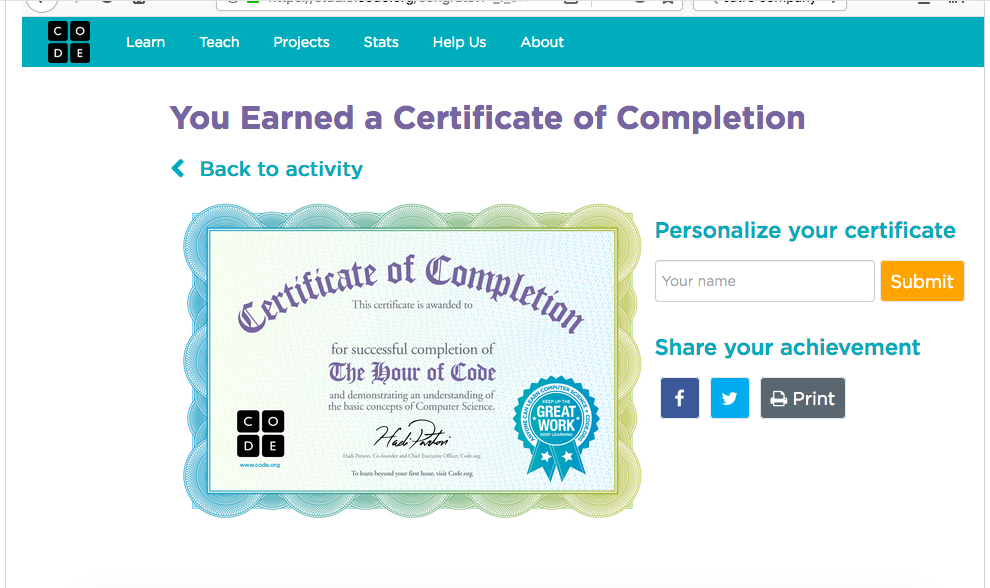 C O
D E
Learn Teach Projects Stats Help Us About
You Earned a Certificate of Completion
Back to activity
Certificate of Completion
This certificate is awarded to
for successful completion of
The Hour of Code
and demonstrating an understanding of
the basic concepts of Computer Science.
Hadi Partovi
Hadi Partovi, Co-founder and Chief Executive Officer, Code.org
To learn beyond your first hour, visit Code.org
C O
D E
www.code.org
ANYONE CAN LEARN COMPUTER SCIENCE
KEEP UP THE
GREAT
WORK
KEEP LEARNING
CODE.ORG
Personalize your certificate
Your name
Submit
Share your achievement
f
Print